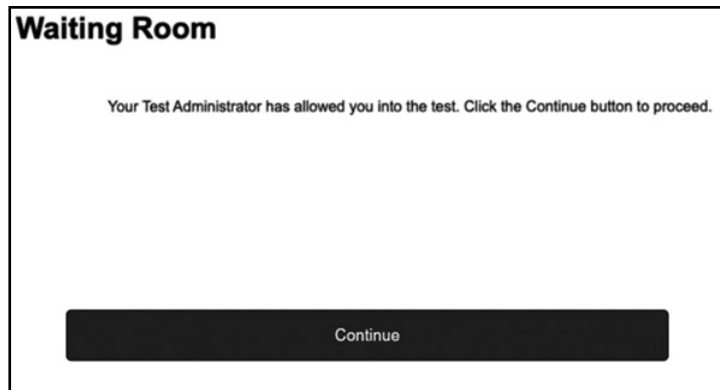 Waiting Room
Your Test Administrator has allowed you into the test. Click the Continue button to proceed.
Continue